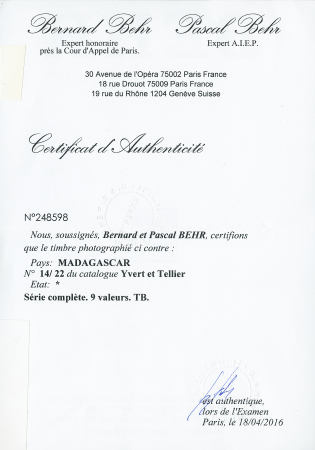 Bernard Behr Pascal Behr
Expert honoraire Expert A.I.E.P.
près la Cour d'Appel de Paris.
30 Avenue de l'Opéra 75002 Paris France
18 rue Drouot 75009 Paris France
19 rue du Rhône 1204 Genève Suisse
Certificat d'Authenticité
N°248598
Nous, soussignés, Bernard et Pascal BEHR, certifions
que le timbre photographié ci contre :
Pays: MADAGASCAR
N° 14/ 22 du catalogue Yvert et Tellier
Etat: *
Série complète. 9 valeurs. TB.
est authentique,
lors de l'Examen
Paris, le 18/04/2016